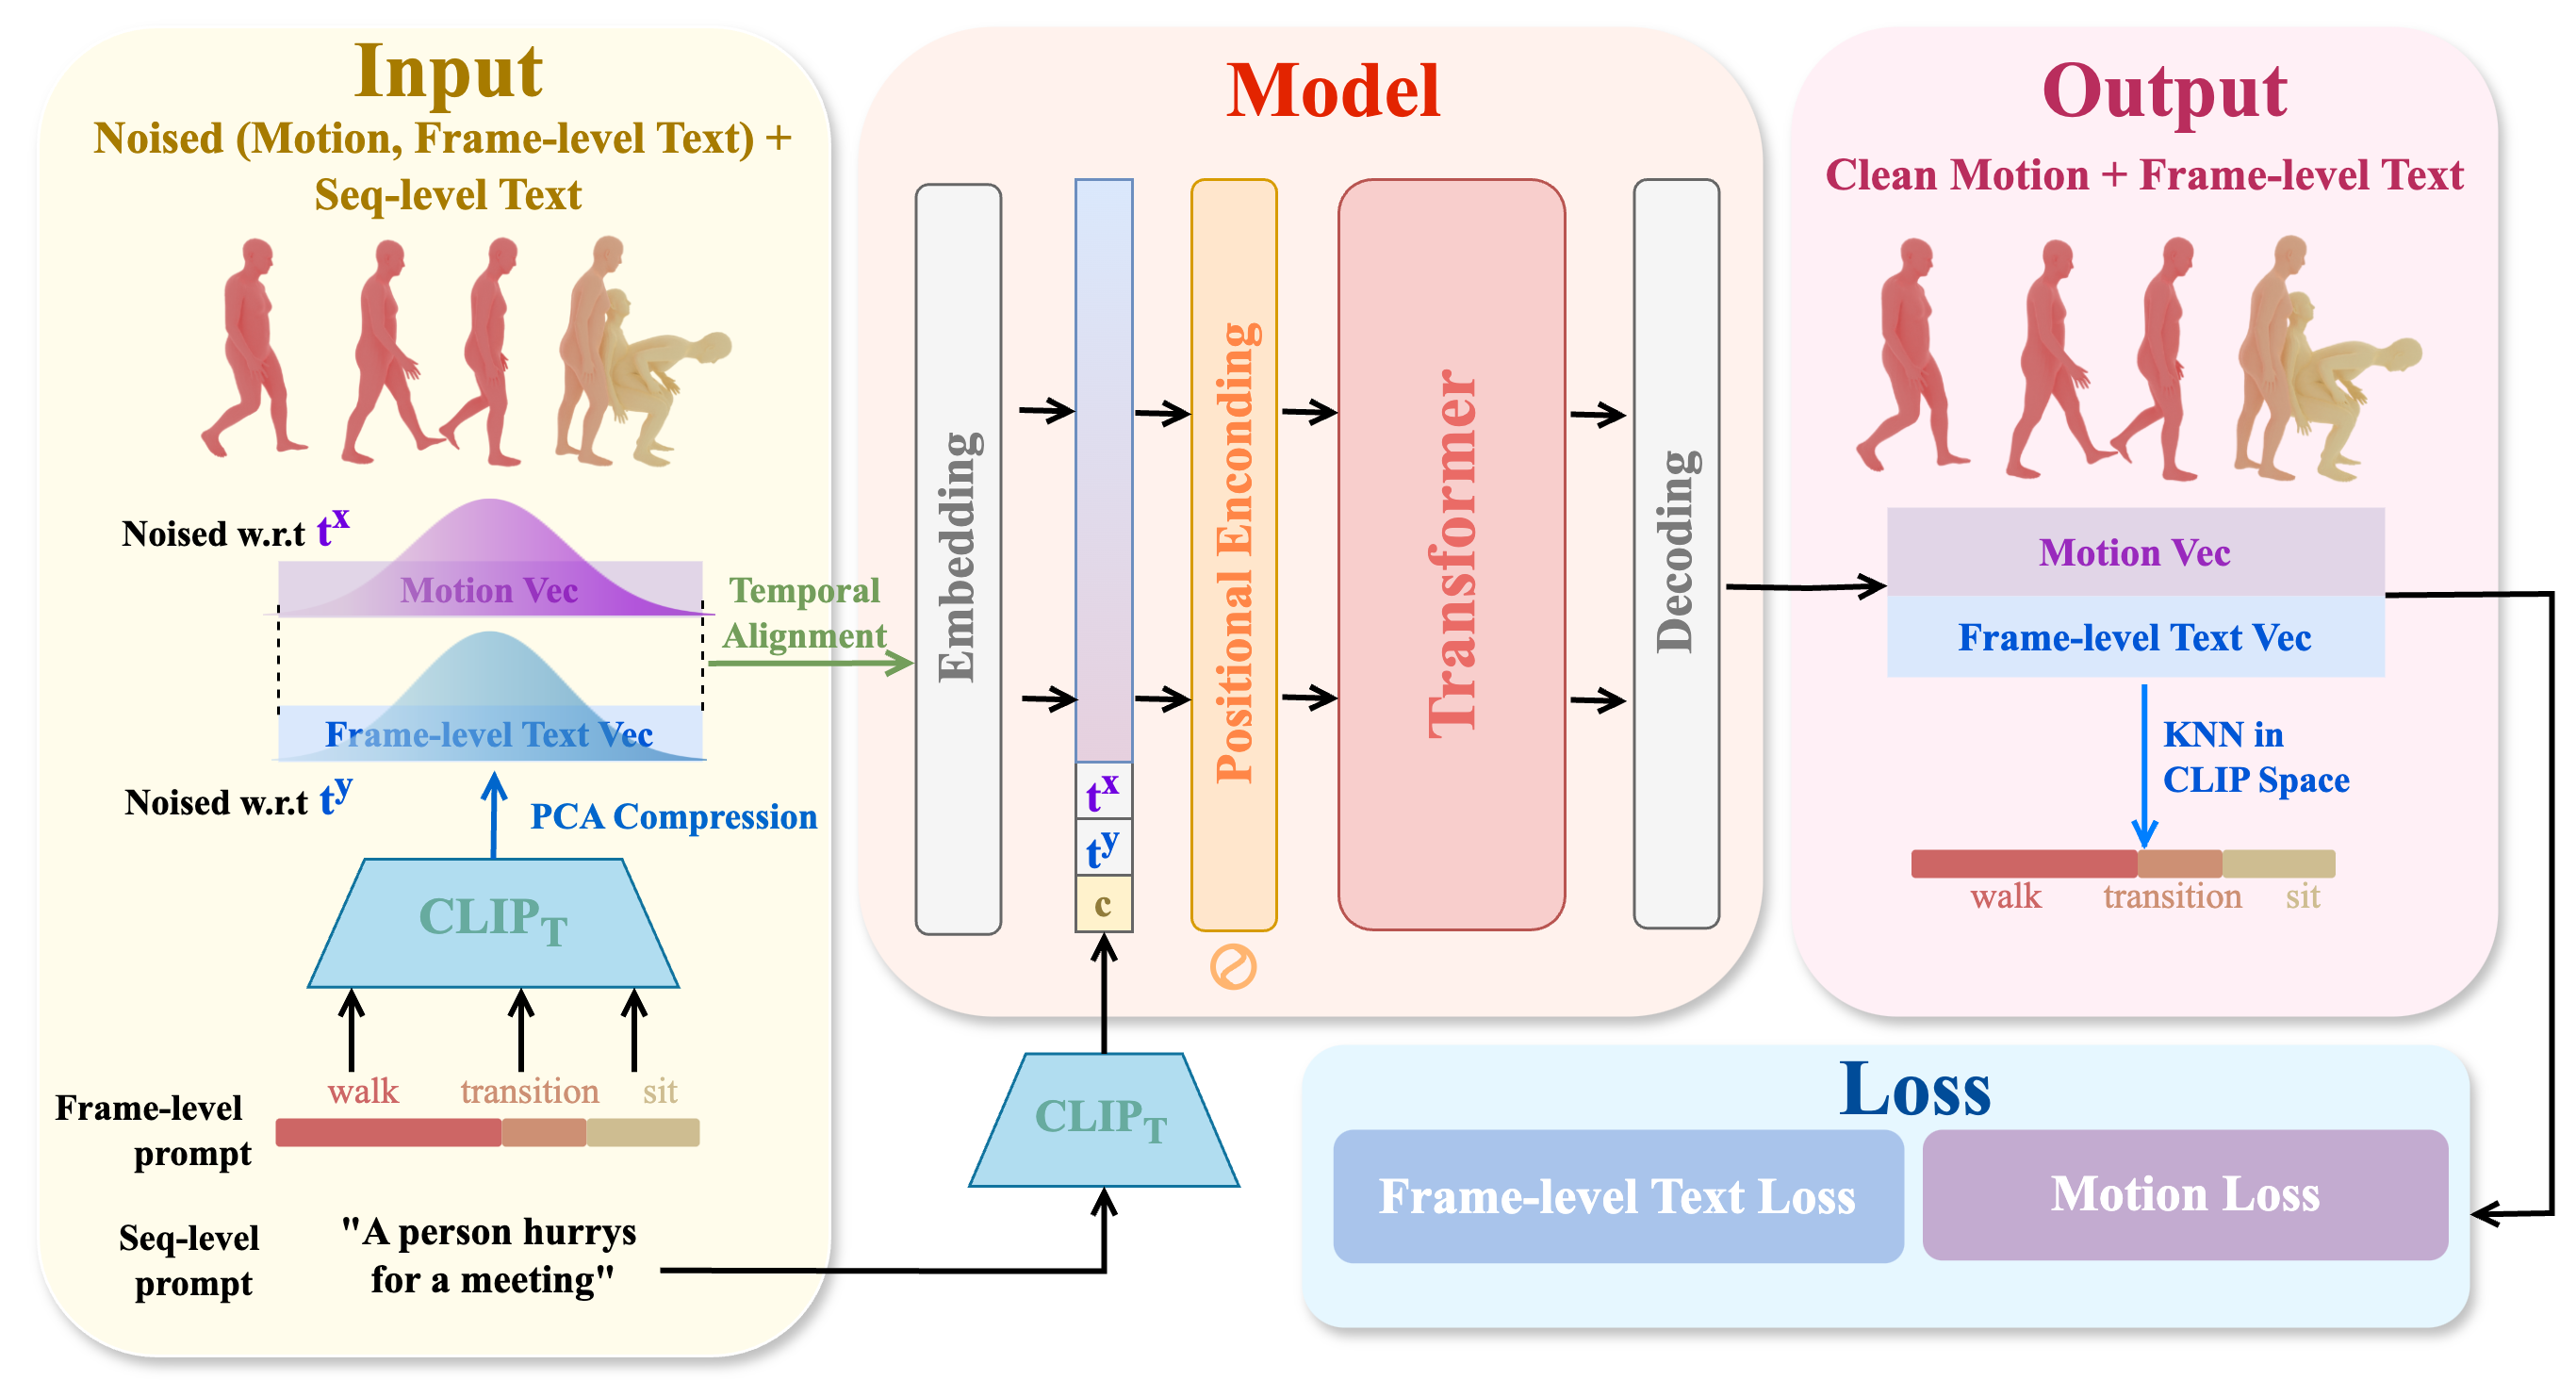 Input
Noised (Motion, Frame-level Text) +
Seq-level Text
Noised w.r.t t^x
Motion Vec
Frame-level Text Vec
Noised w.r.t t^y
PCA Compression
CLIP_T
walk transition sit
Frame-level
prompt
Seq-level
prompt
"A person hurrys
for a meeting"
Temporal
Alignment
Model
Embedding
t^x
t^y
c
Positional Enconding
Transformer
Decoding
CLIP_T
Output
Clean Motion + Frame-level Text
Motion Vec
Frame-level Text Vec
KNN in
CLIP Space
walk transition sit
Loss
Frame-level Text Loss
Motion Loss